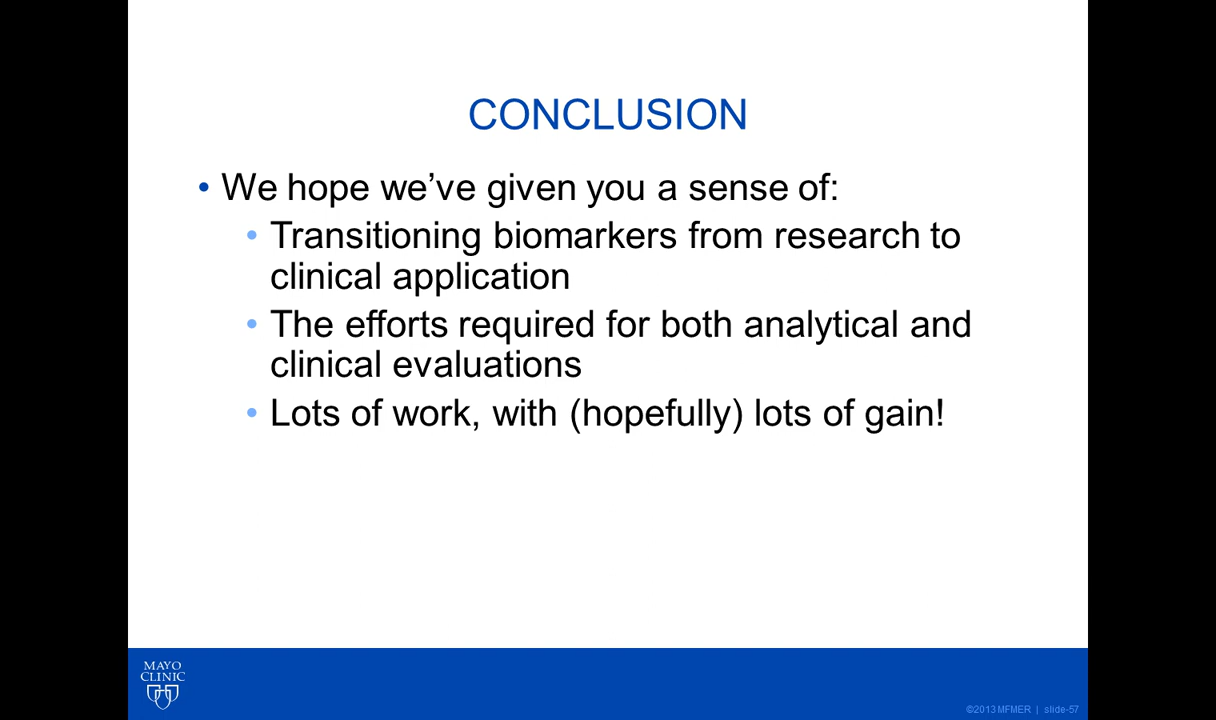 CONCLUSION
• We hope we’ve given you a sense of:
• Transitioning biomarkers from research to
clinical application
• The efforts required for both analytical and
clinical evaluations
• Lots of work, with (hopefully) lots of gain!
MAYO
CLINIC
©2013 MFMER | slide-57